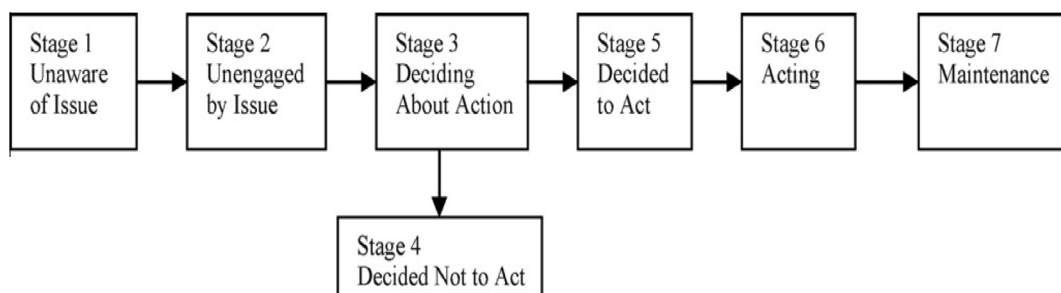 Stage 1
Unaware
of Issue
Stage 2
Unengaged
by Issue
Stage 3
Deciding
About Action
Stage 5
Decided
to Act
Stage 6
Acting
Stage 7
Maintenance
Stage 4
Decided Not to Act